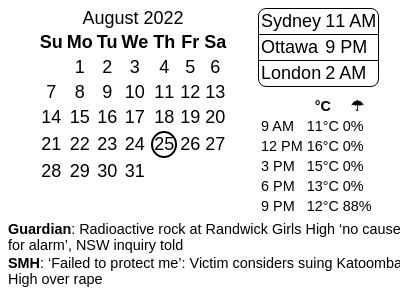 August 2022
Su Mo Tu We Th Fr Sa
1 2 3 4 5 6
7 8 9 10 11 12 13
14 15 16 17 18 19 20
21 22 23 24 25 26 27
28 29 30 31
Sydney 11 AM
Ottawa 9 PM
London 2 AM
°C ☂
9 AM 11°C 0%
12 PM 16°C 0%
3 PM 15°C 0%
6 PM 13°C 0%
9 PM 12°C 88%
Guardian: Radioactive rock at Randwick Girls High ‘no cause
for alarm’, NSW inquiry told
SMH: ‘Failed to protect me’: Victim considers suing Katoomba
High over rape